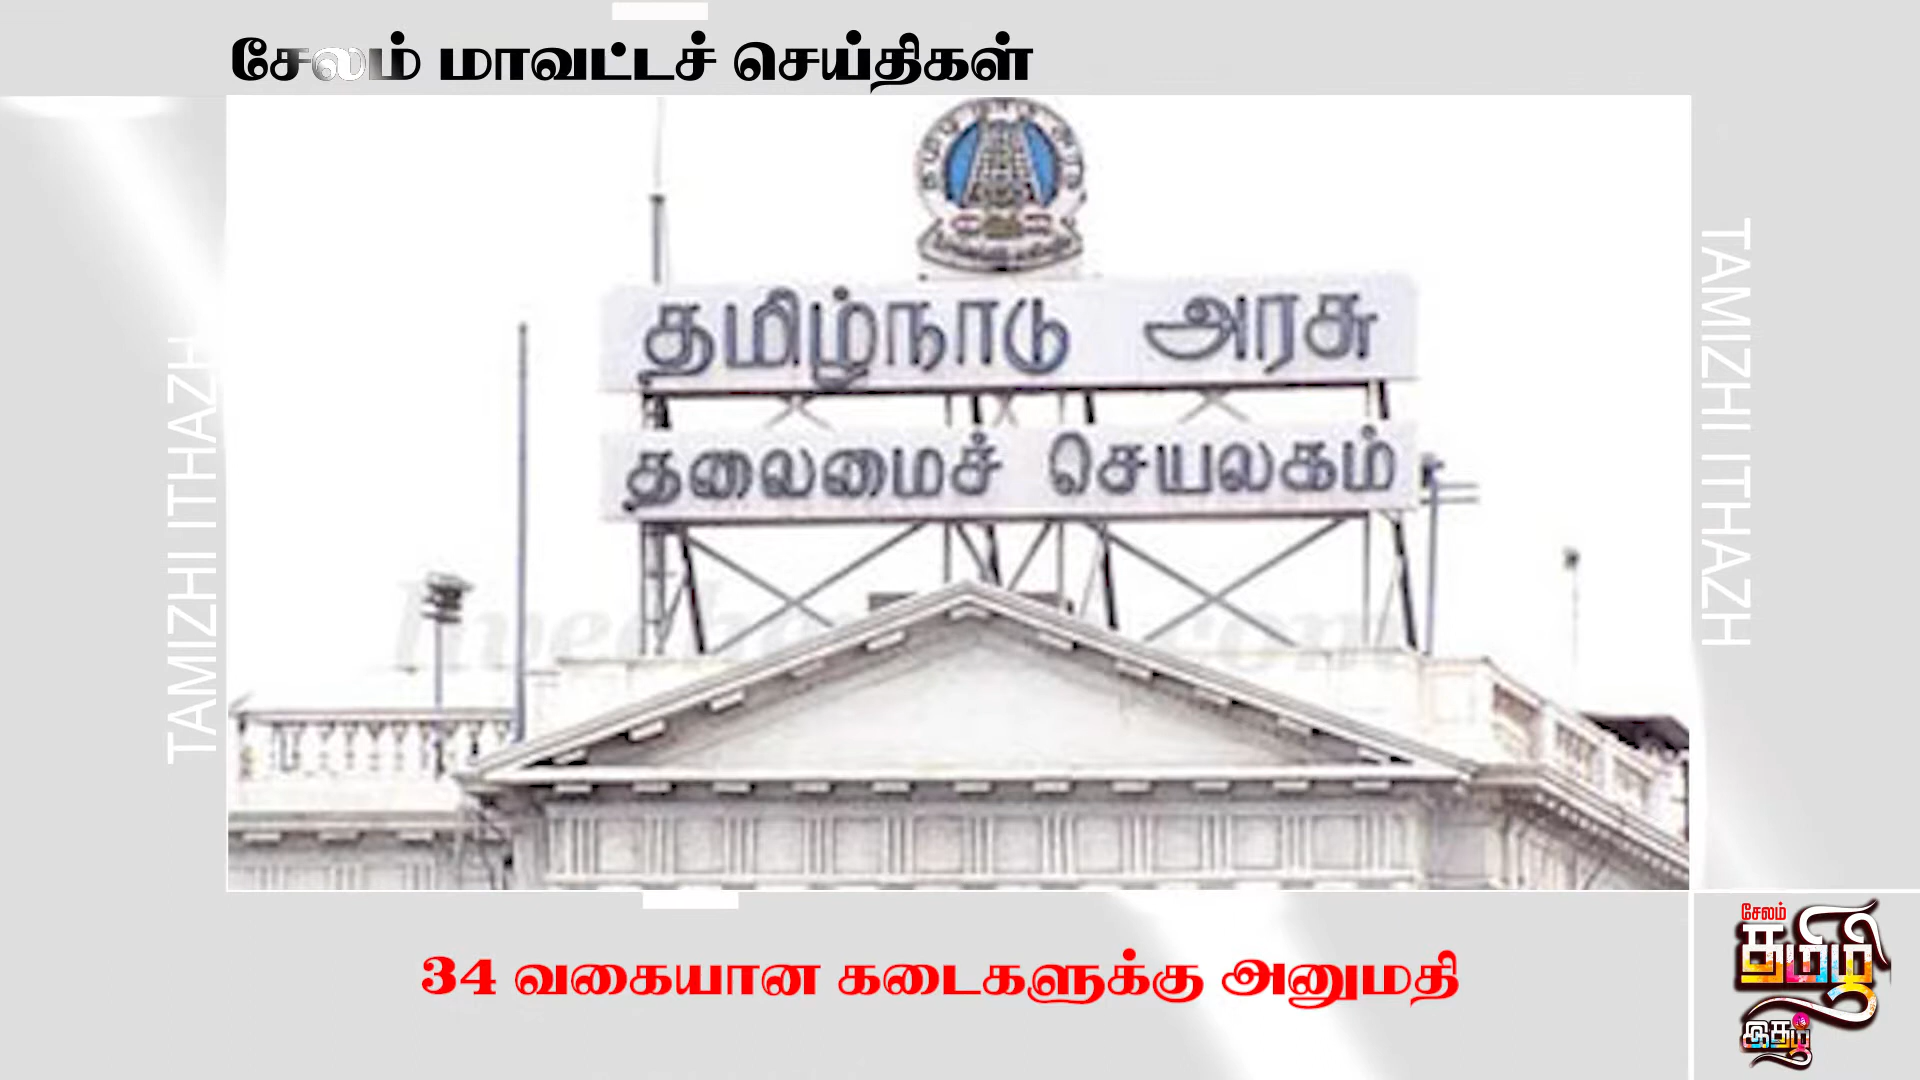 சேலம் மாவட்டச் செய்திகள்
தமிழ்நாடு அரசு
தலைமைச் செயலகம்
TAMIZHI ITHAZH
TAMIZHI ITHAZH
34 வகையான கடைகளுக்கு அனுமதி
சேலம்
தமிழி
இதழ்